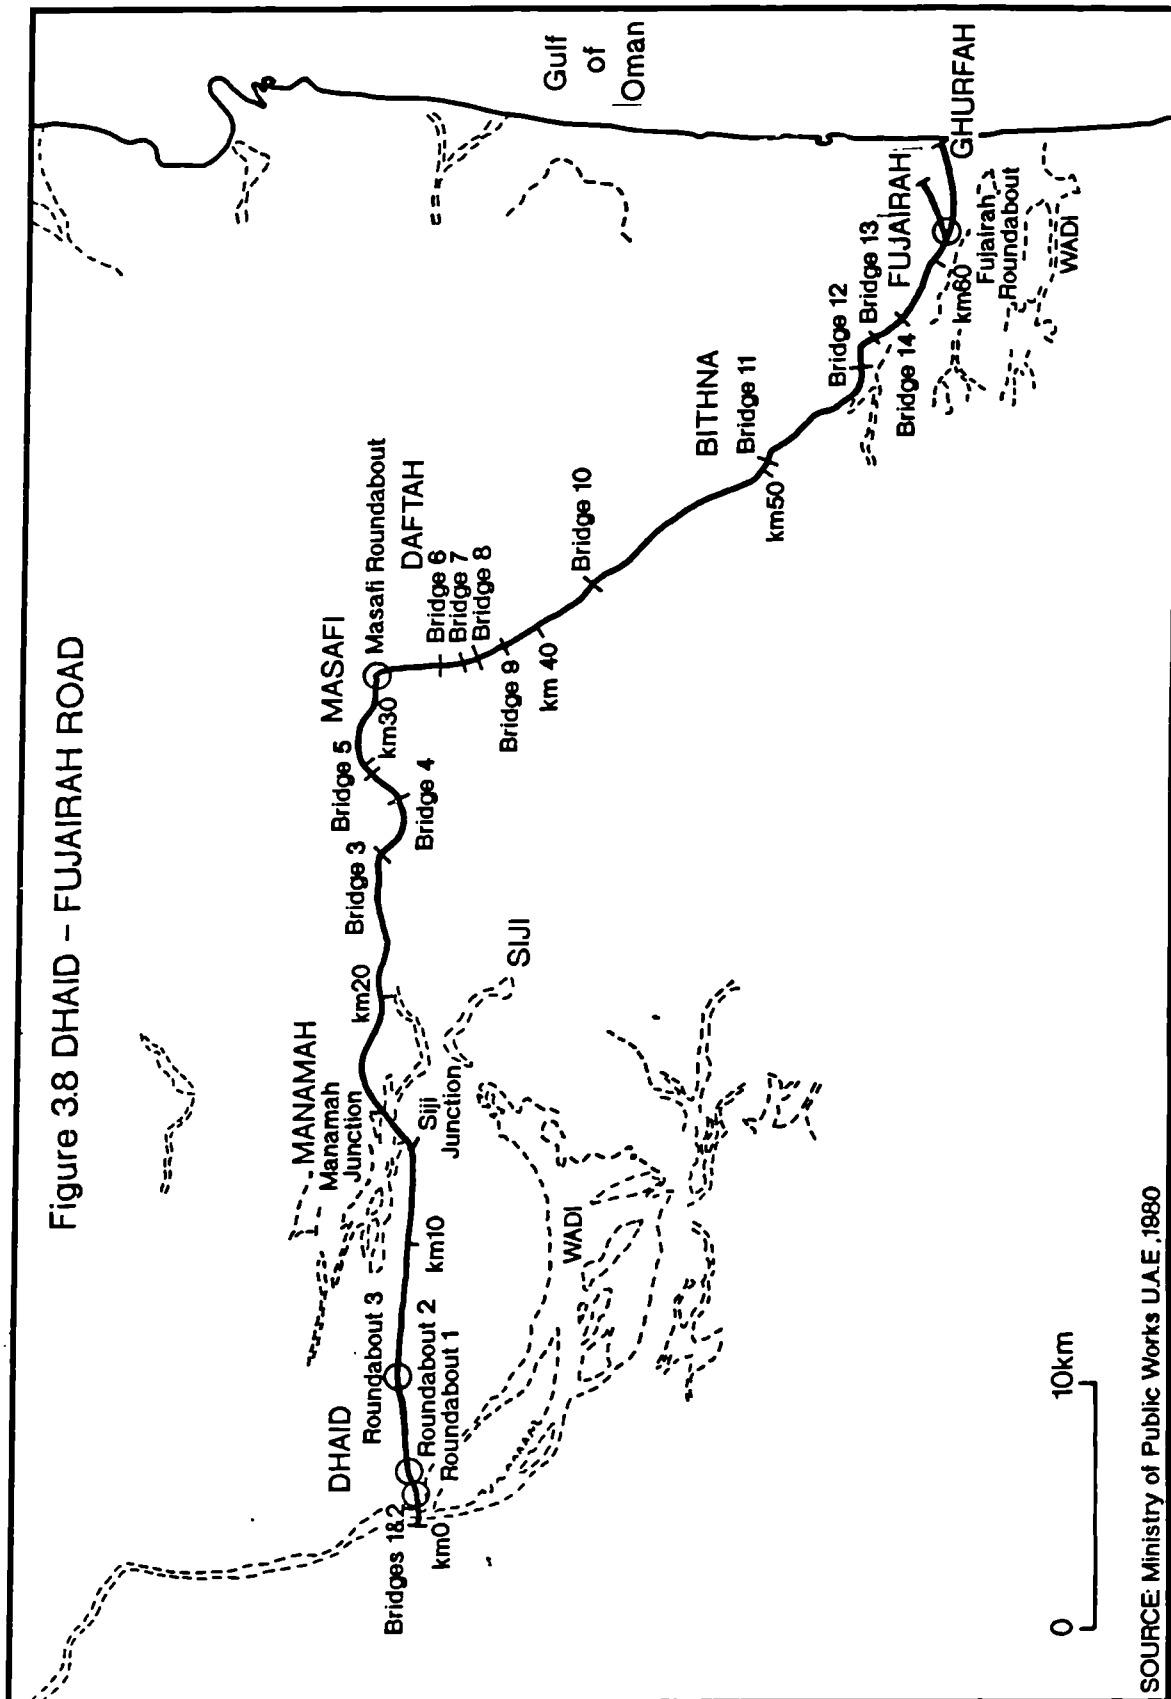 Figure 3.8 DHAID – FUJAIRAH ROAD
Gulf
of
Oman
MASAFI
Masafi Roundabout
DAFTAH
Bridge 6
Bridge 7
Bridge 8
Bridge 9
km 40
Bridge 10
BITHNA
Bridge 11
km50
Bridge 12
Bridge 13
Bridge 14
FUJAIRAH
GHURFAH
km60
Fujairah
Roundabout
WADI
km30
Bridge 5
Bridge 4
Bridge 3
km20
SIJI
MANAMAH
Manamah
Junction
Siji
Junction
km10
WADI
DHAID
Roundabout 3
Roundabout 2
Roundabout 1
Bridges 1&2
km0
0
10km
SOURCE: Ministry of Public Works U.A.E ,1980